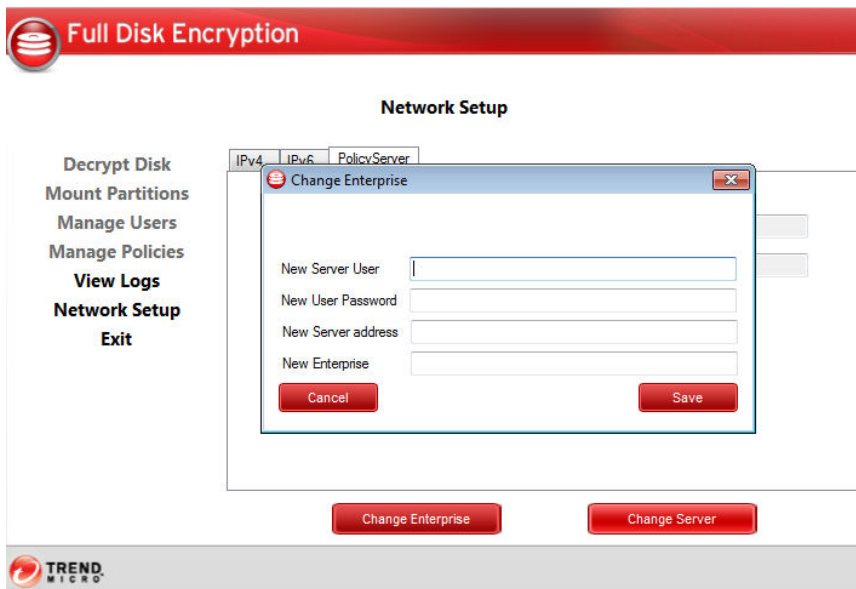 Full Disk Encryption
Network Setup
Decrypt Disk
Mount Partitions
Manage Users
Manage Policies
View Logs
Network Setup
Exit
IPv4 IPv6 PolicyServer
Change Enterprise
New Server User
New User Password
New Server address
New Enterprise
Cancel Save
Change Enterprise Change Server
TREND
MICRO